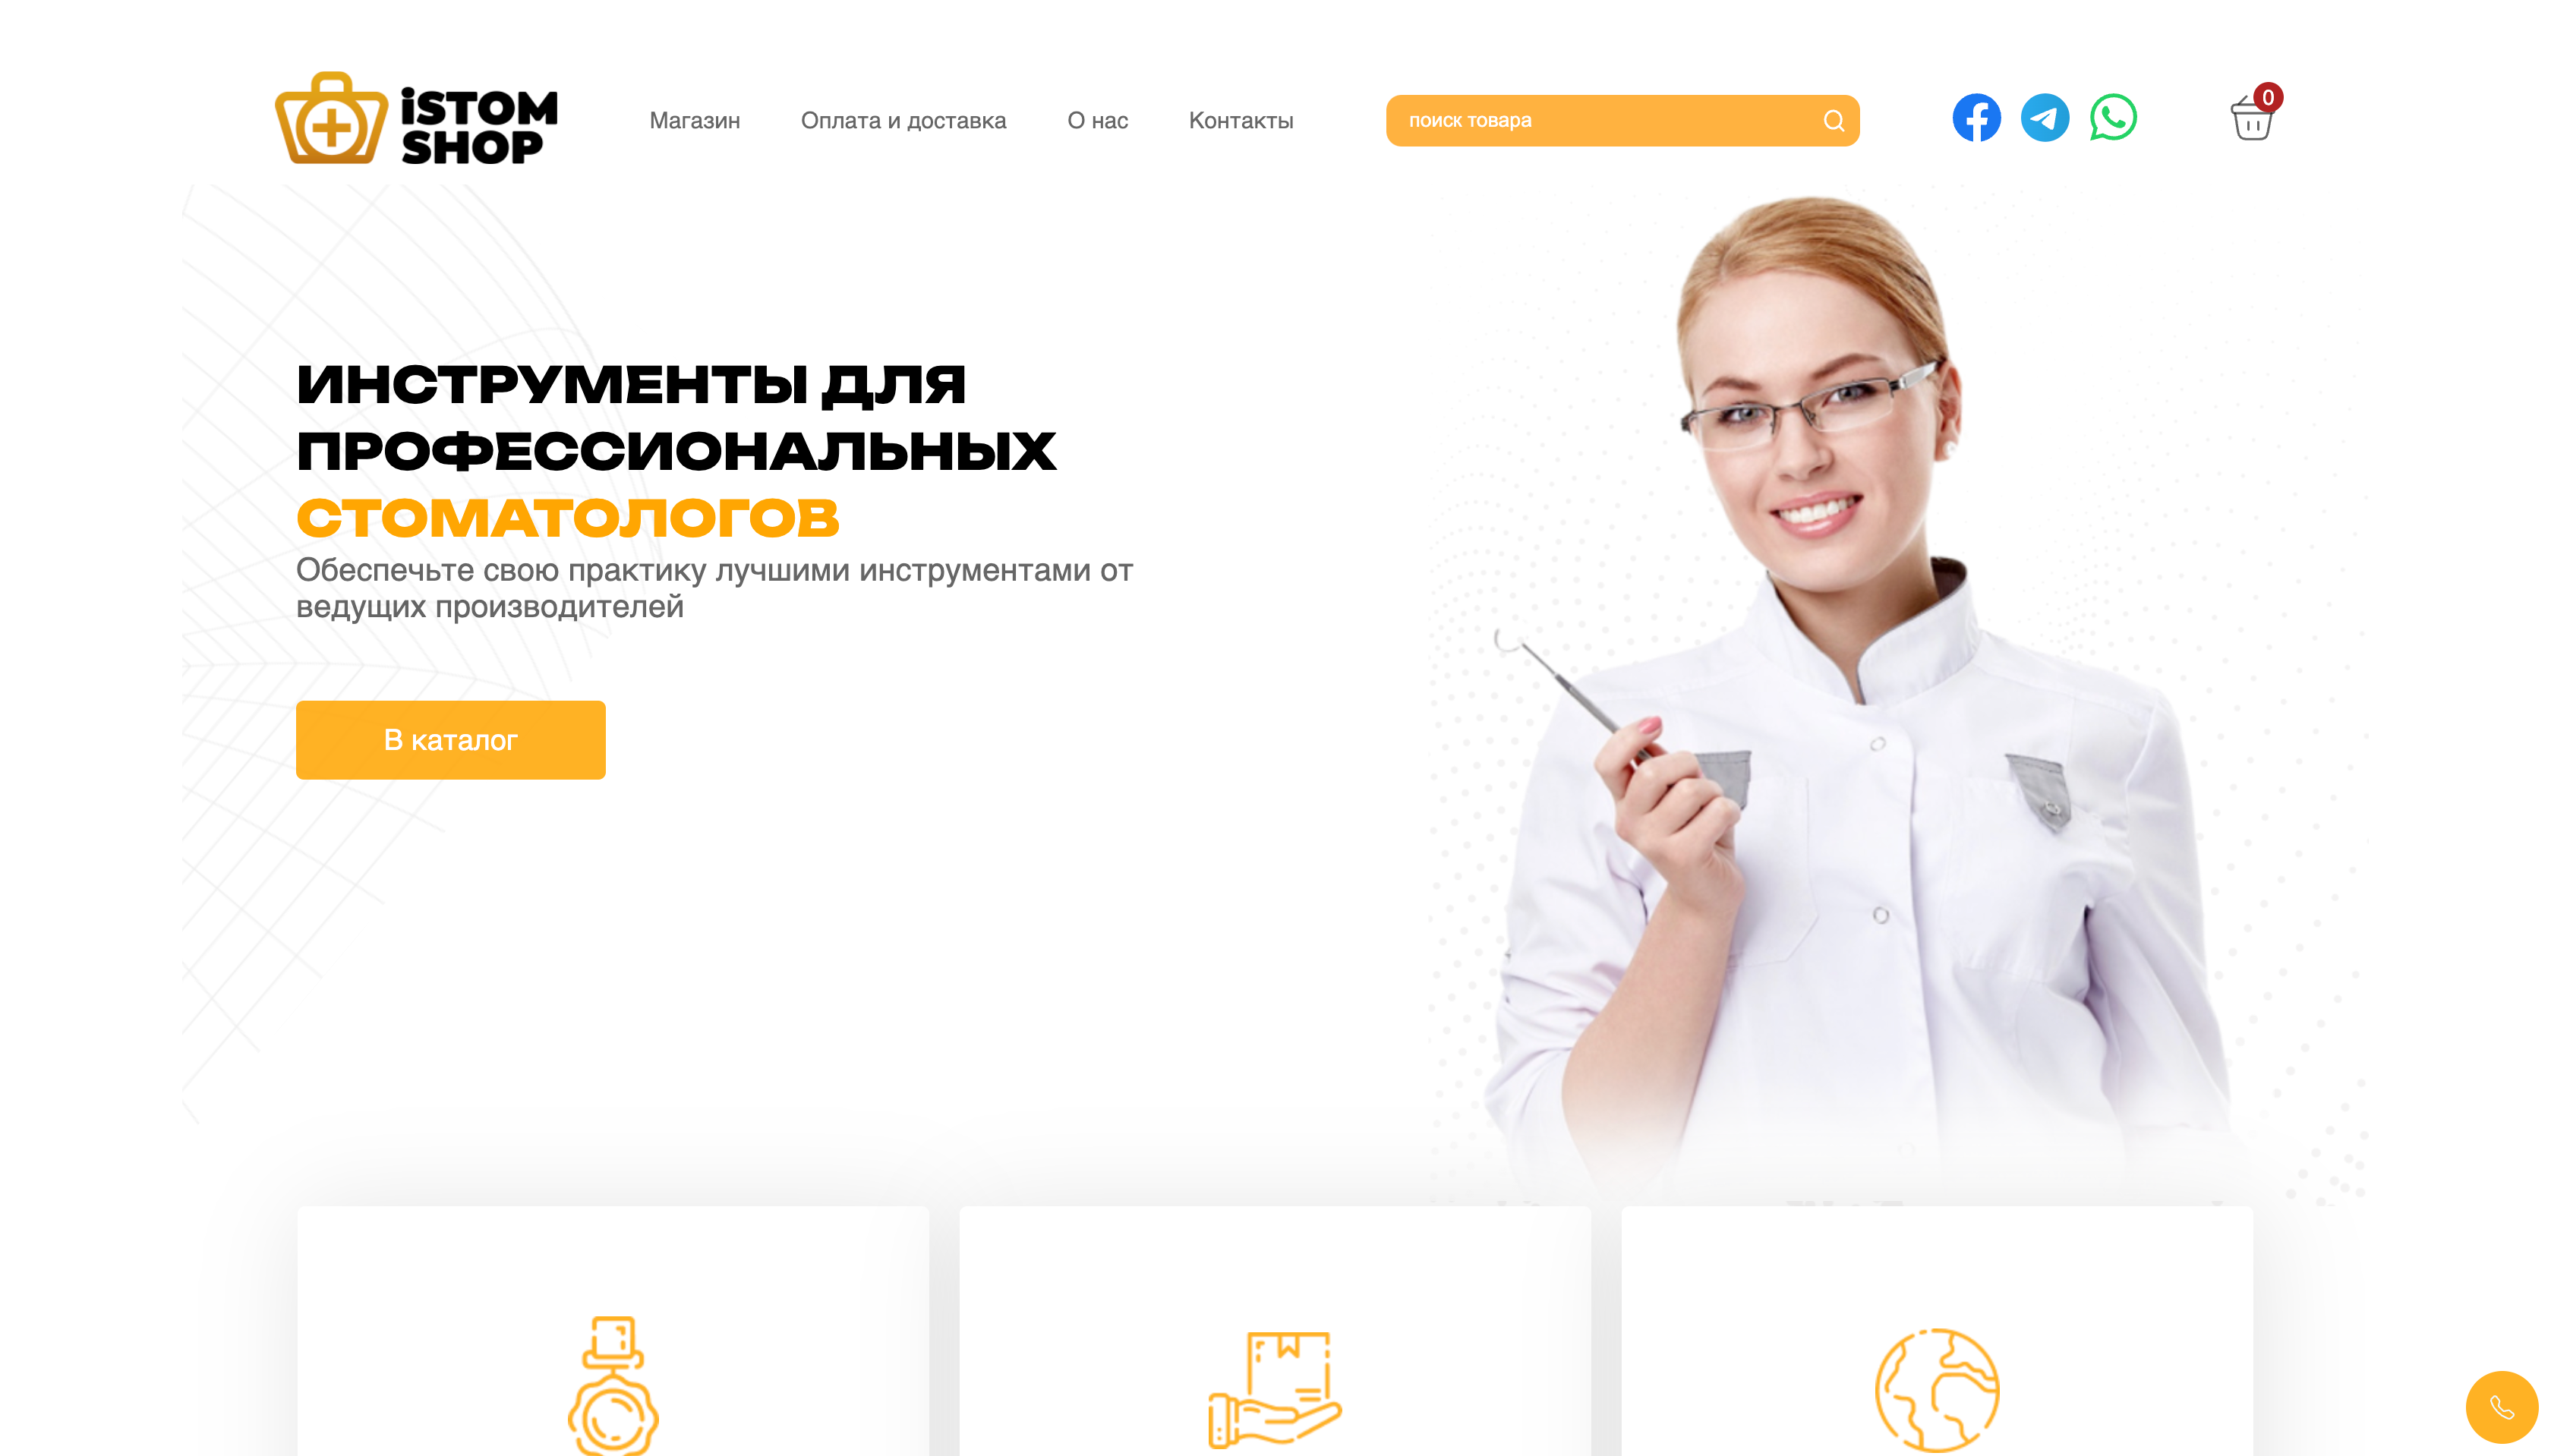 iSTOM
SHOP
Магазин
Оплата и доставка
О нас
Контакты
поиск товара
0
ИНСТРУМЕНТЫ ДЛЯ
ПРОФЕССИОНАЛЬНЫХ
СТОМАТОЛОГОВ
Обеспечьте свою практику лучшими инструментами от
ведущих производителей
В каталог